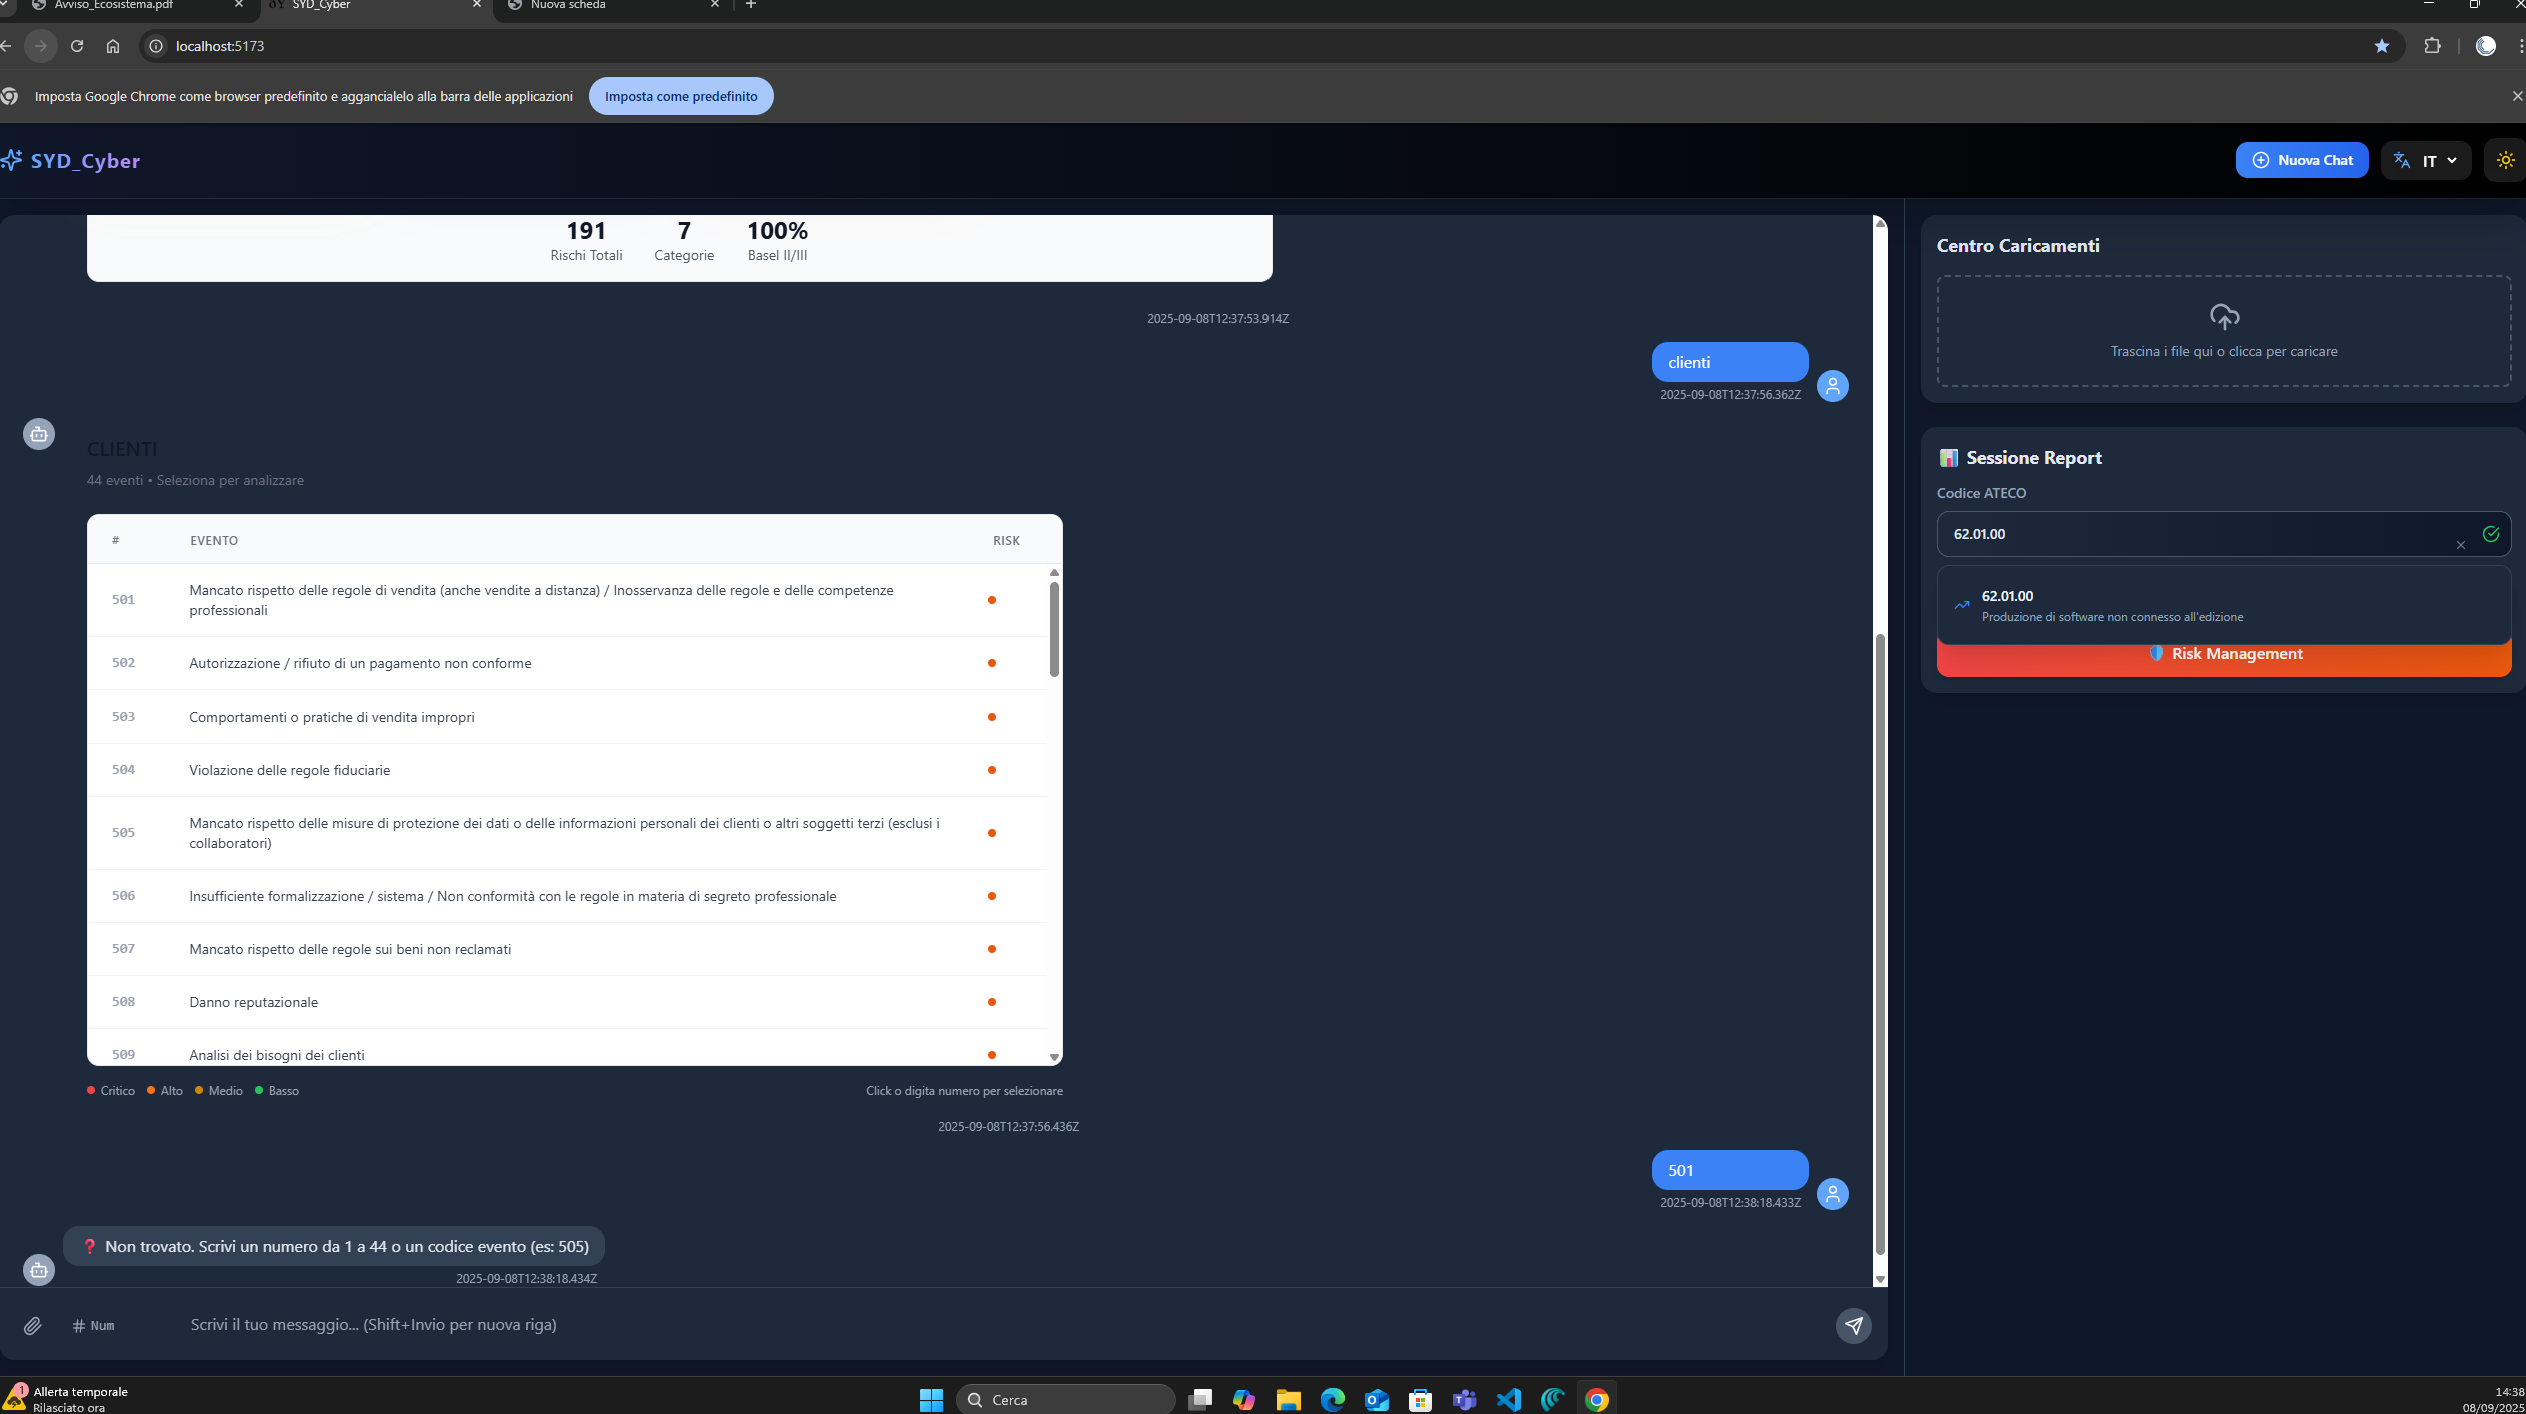 Avviso_Ecosistema.pdf
SYD_Cyber
Nuova scheda
localhost:5173
Imposta Google Chrome come browser predefinito e aggancialelo alla barra delle applicazioni
Imposta come predefinito
SYD_Cyber
Nuova Chat
IT
191
7
100%
Rischi Totali
Categorie
Basel II/III
2025-09-08T12:37:53.914Z
clienti
2025-09-08T12:37:56.362Z
CLIENTI
44 eventi • Seleziona per analizzare
# EVENTO RISK
501 Mancato rispetto delle regole di vendita (anche vendite a distanza) / Inosservanza delle regole e delle competenze
professionali
502 Autorizzazione / rifiuto di un pagamento non conforme
503 Comportamenti o pratiche di vendita impropri
504 Violazione delle regole fiduciarie
505 Mancato rispetto delle misure di protezione dei dati o delle informazioni personali dei clienti o altri soggetti terzi (esclusi i
collaboratori)
506 Insufficiente formalizzazione / sistema / Non conformità con le regole in materia di segreto professionale
507 Mancato rispetto delle regole sui beni non reclamati
508 Danno reputazionale
509 Analisi dei bisogni dei clienti
Critico Alto Medio Basso
Click o digita numero per selezionare
2025-09-08T12:37:56.436Z
501
2025-09-08T12:38:18.433Z
❓ Non trovato. Scrivi un numero da 1 a 44 o un codice evento (es: 505)
2025-09-08T12:38:18.434Z
# Num
Scrivi il tuo messaggio... (Shift+Invio per nuova riga)
Centro Caricamenti
Trascina i file qui o clicca per caricare
📊 Sessione Report
Codice ATECO
62.01.00
62.01.00
Produzione di software non connesso all'edizione
Risk Management
1
Allerta temporale
Rilasciato ora
Cerca
14:38
08/09/2025